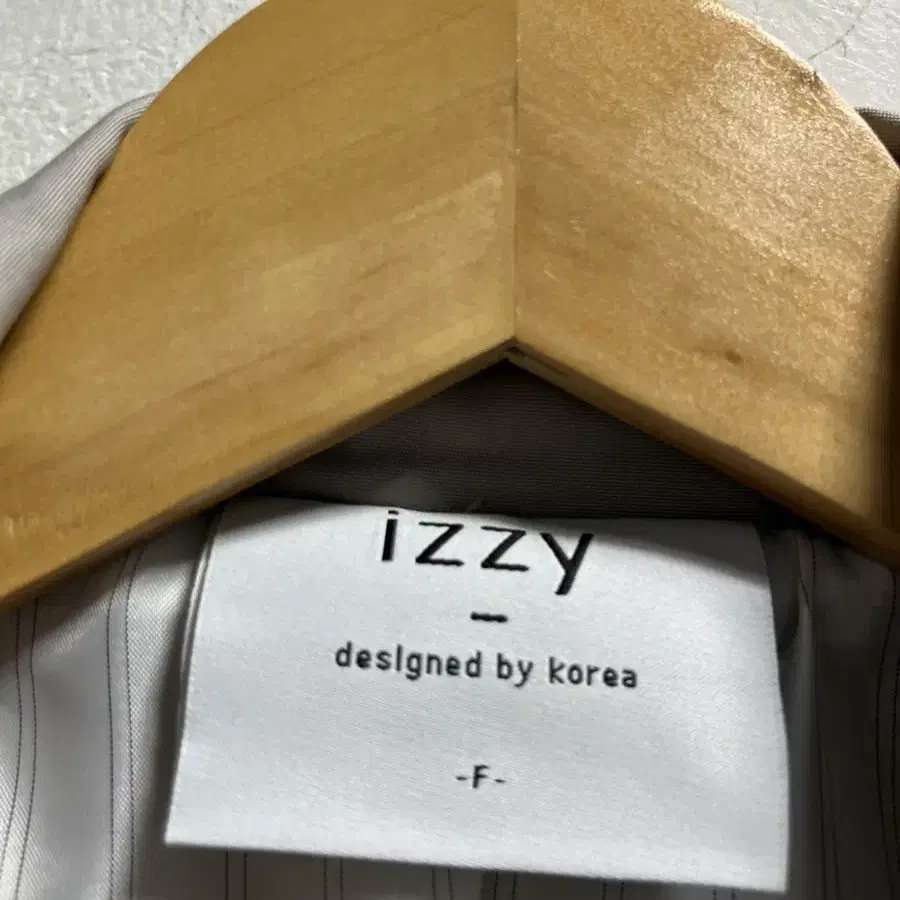 izzy
–
designed by korea
-F-